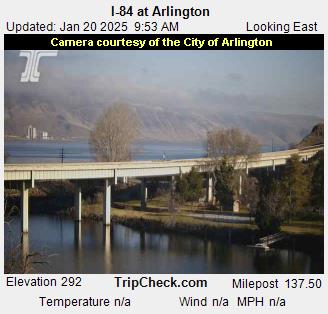 I-84 at Arlington
Updated: Jan 20 2025 9:53 AM Looking East
Camera courtesy of the City of Arlington
Elevation 292 TripCheck.com Milepost 137.50
Temperature n/a Wind n/a MPH n/a